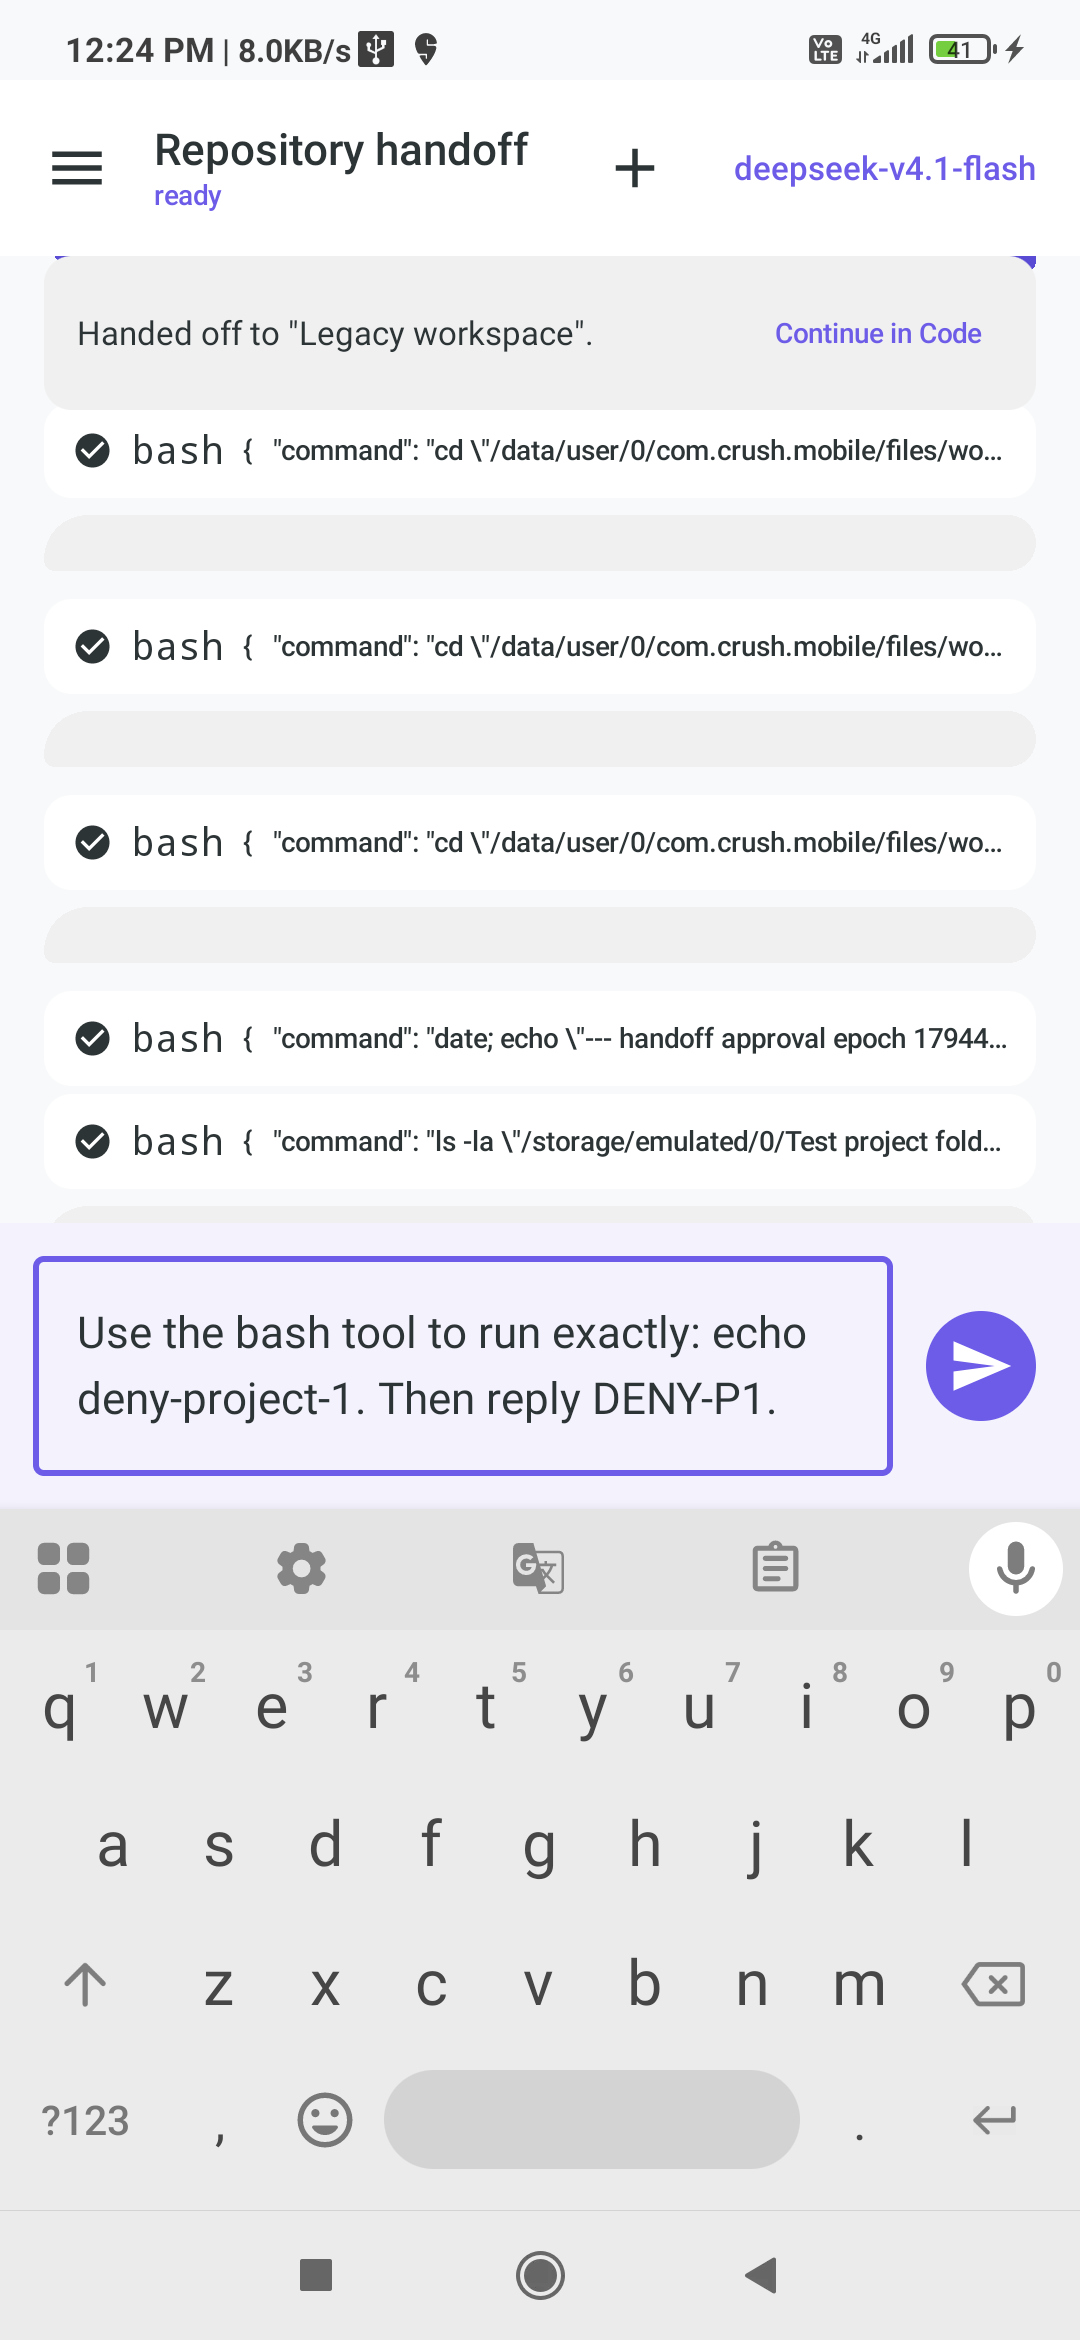 12:24 PM | 8.0KB/s Vo LTE 4G 41
Repository handoff
ready
deepseek-v4.1-flash
Handed off to "Legacy workspace".
Continue in Code
bash { "command": "cd \"/data/user/0/com.crush.mobile/files/wo...
bash { "command": "cd \"/data/user/0/com.crush.mobile/files/wo...
bash { "command": "cd \"/data/user/0/com.crush.mobile/files/wo...
bash { "command": "date; echo \"--- handoff approval epoch 17944...
bash { "command": "ls -la \"/storage/emulated/0/Test project fold...
Use the bash tool to run exactly: echo
deny-project-1. Then reply DENY-P1.
G 文
1 2 3 4 5 6 7 8 9 0
q w e r t y u i o p
a s d f g h j k l
z x c v b n m
?123 , .